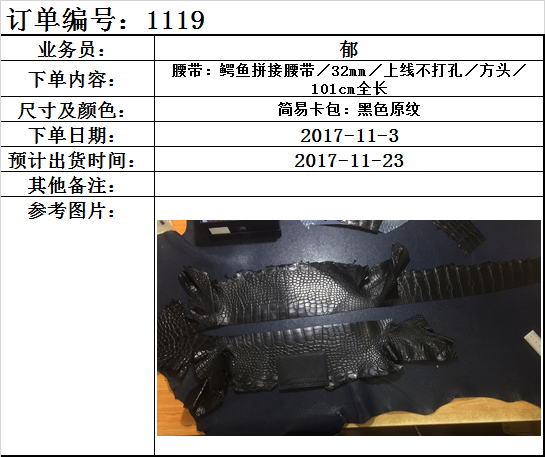 订单编号：1119
业务员：
郁
下单内容：
腰带：鳄鱼拼接腰带／32mm／上线不打孔／方头／
101cm全长
尺寸及颜色：
简易卡包：黑色原纹
下单日期：
2017-11-3
预计出货时间：
2017-11-23
其他备注：
参考图片：